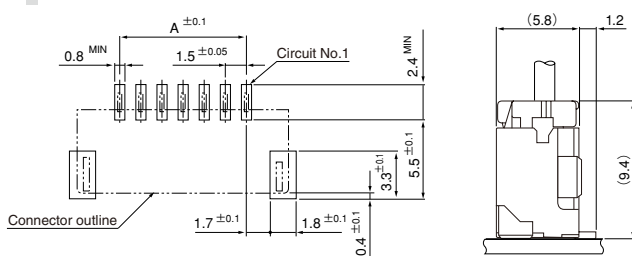 A ±0.1
0.8 MIN
1.5 ±0.05
Circuit No.1
2.4 MIN
5.5 ±0.1
3.3 ±0.1
Connector outline
1.7 ±0.1
1.8 ±0.1
0.4 ±0.1
(5.8)
1.2
(9.4)